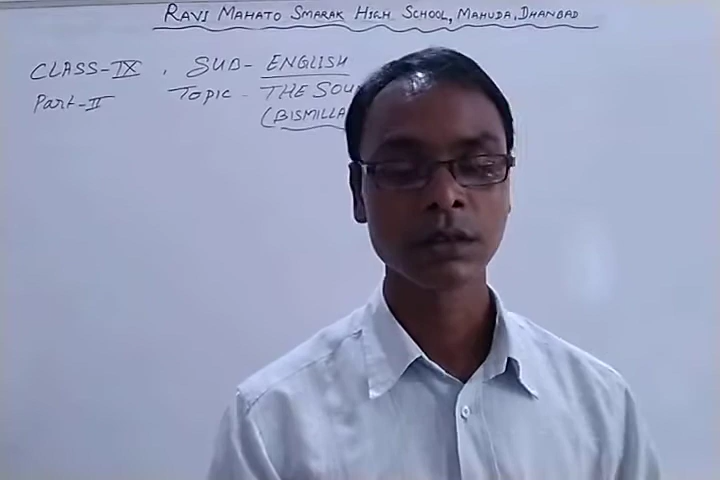 RAVI MAHATO SMARAK HIGH SCHOOL, MAHUDA, DHANBAD
CLASS-IX, SUB- ENGLISH
Part-II Topic - THE SOU
(BISMILLA